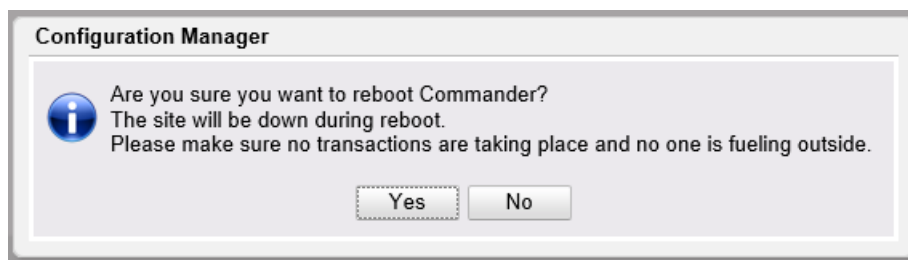 Configuration Manager
Are you sure you want to reboot Commander?
The site will be down during reboot.
Please make sure no transactions are taking place and no one is fueling outside.
Yes No